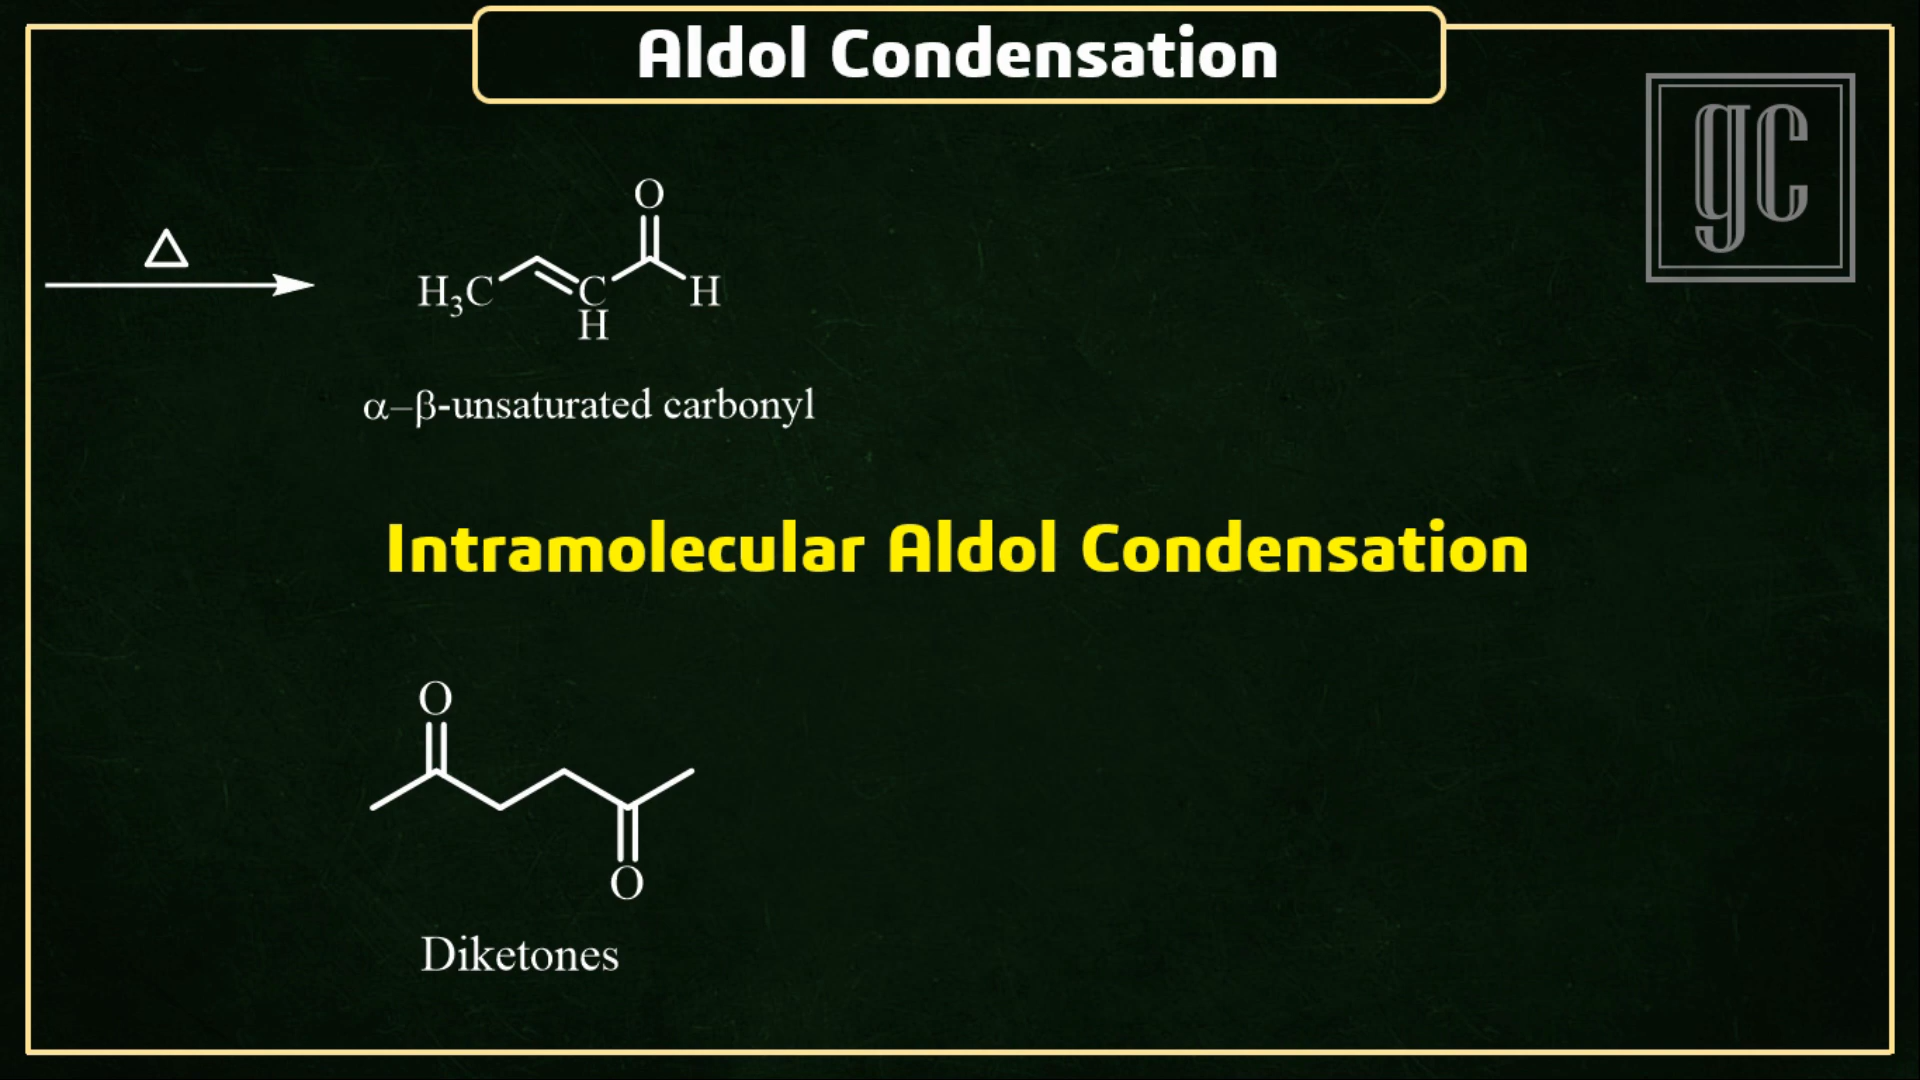 Aldol Condensation
gc
Δ
O
H₃C C H
H
α–β-unsaturated carbonyl
Intramolecular Aldol Condensation
O
O
Diketones